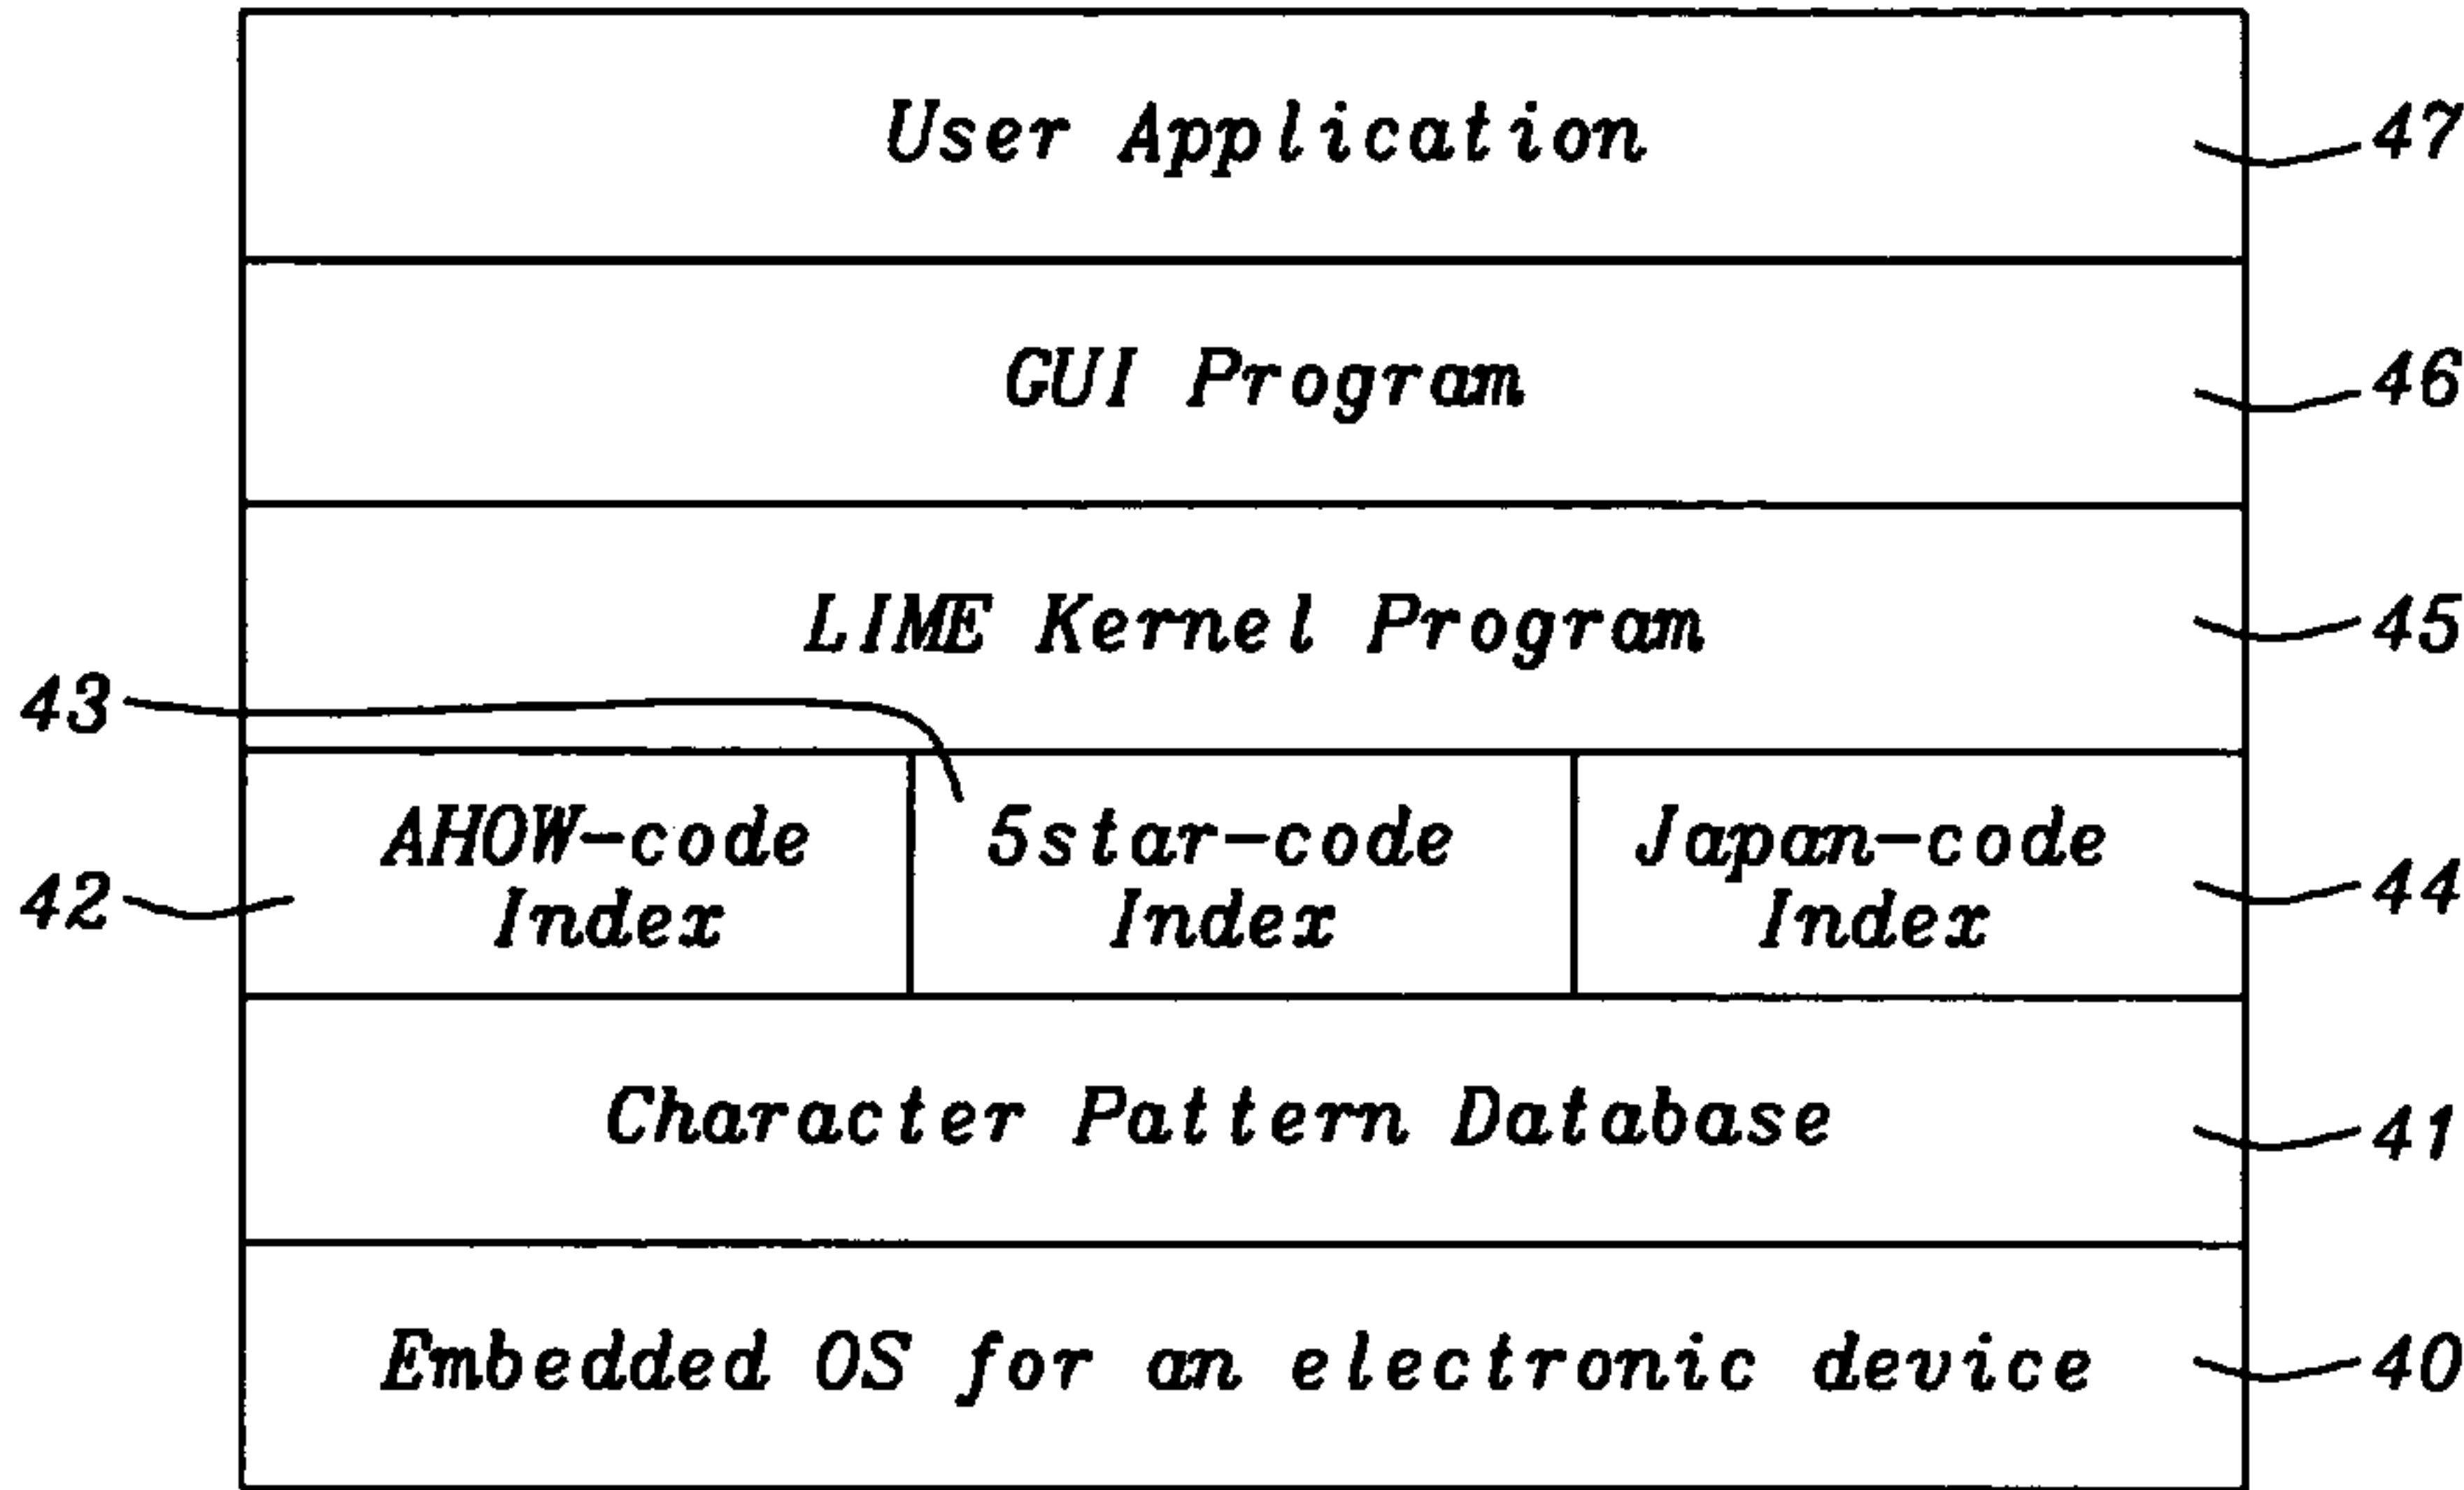 User Application
47
GUI Program
46
LIME Kernel Program
45
43
AHOW-code
Index
5star-code
Index
Japan-code
Index
42
44
Character Pattern Database
41
Embedded OS for an electronic device
40